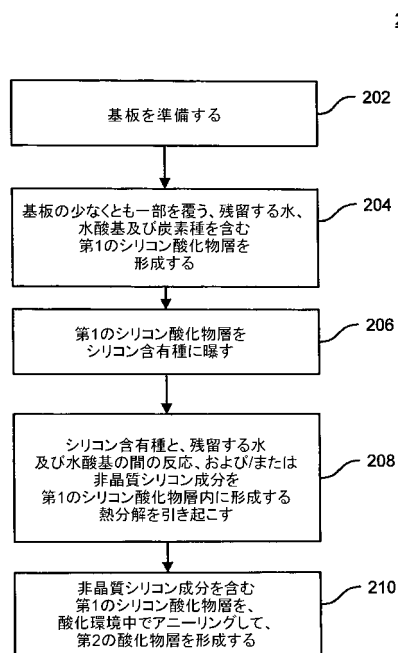 2
基板を準備する
202
基板の少なくとも一部を覆う、残留する水、
水酸基及び炭素種を含む
第1のシリコン酸化物層を
形成する
204
第1のシリコン酸化物層を
シリコン含有種に曝す
206
シリコン含有種と、残留する水
及び水酸基の間の反応、および/または
非晶質シリコン成分を
第1のシリコン酸化物層内に形成する
熱分解を引き起こす
208
非晶質シリコン成分を含む
第1のシリコン酸化物層を、
酸化環境中でアニーリングして、
第2の酸化物層を形成する
210